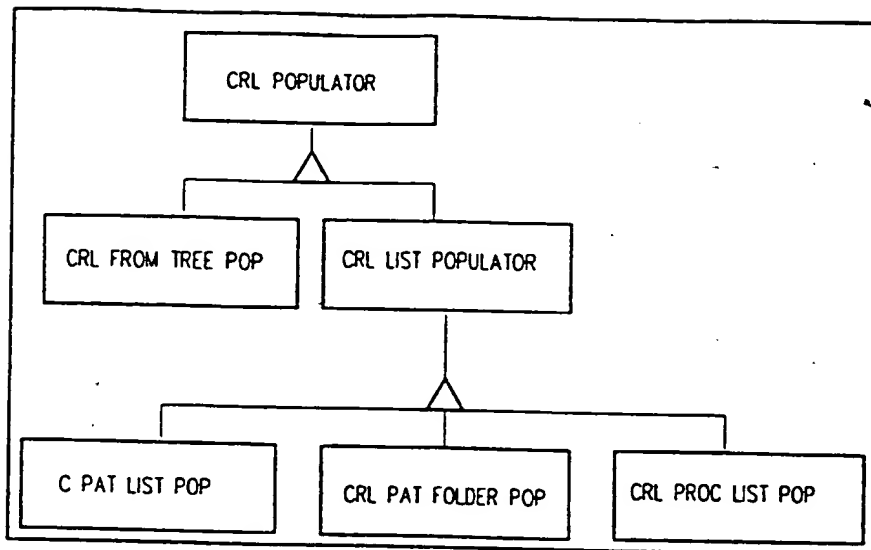 CRL POPULATOR
CRL FROM TREE POP
CRL LIST POPULATOR
C PAT LIST POP
CRL PAT FOLDER POP
CRL PROC LIST POP